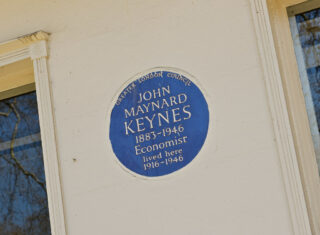 GREATER LONDON COUNCIL
JOHN
MAYNARD
KEYNES
1883-1946
Economist
lived here
1916-1946